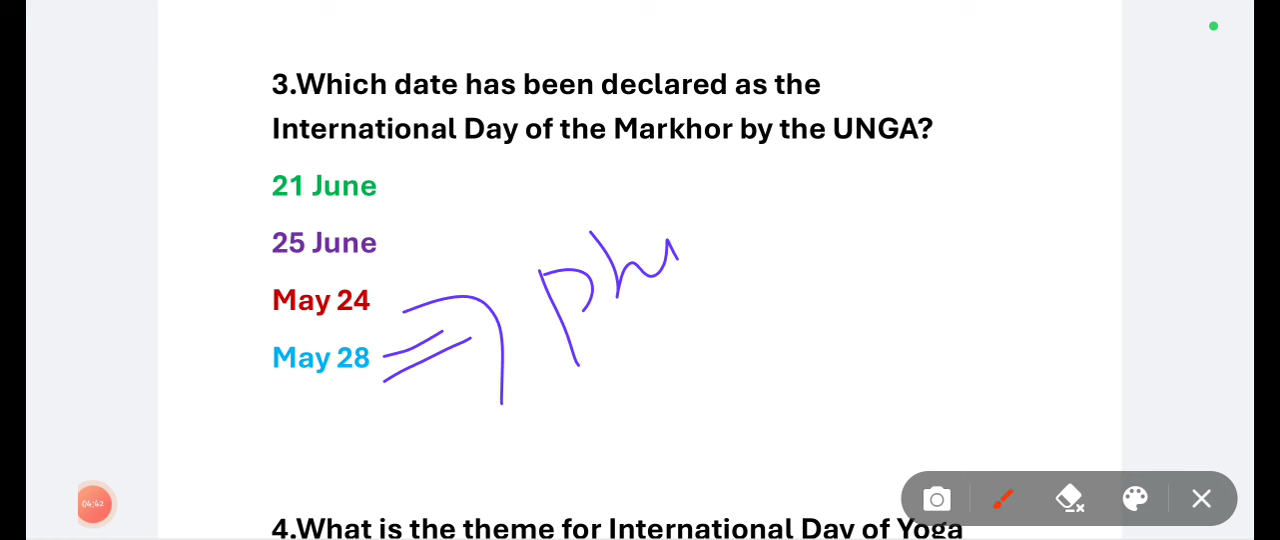 3.Which date has been declared as the
International Day of the Markhor by the UNGA?
21 June
25 June
May 24
May 28
04:42
4.What is the theme for International Day of Yoga